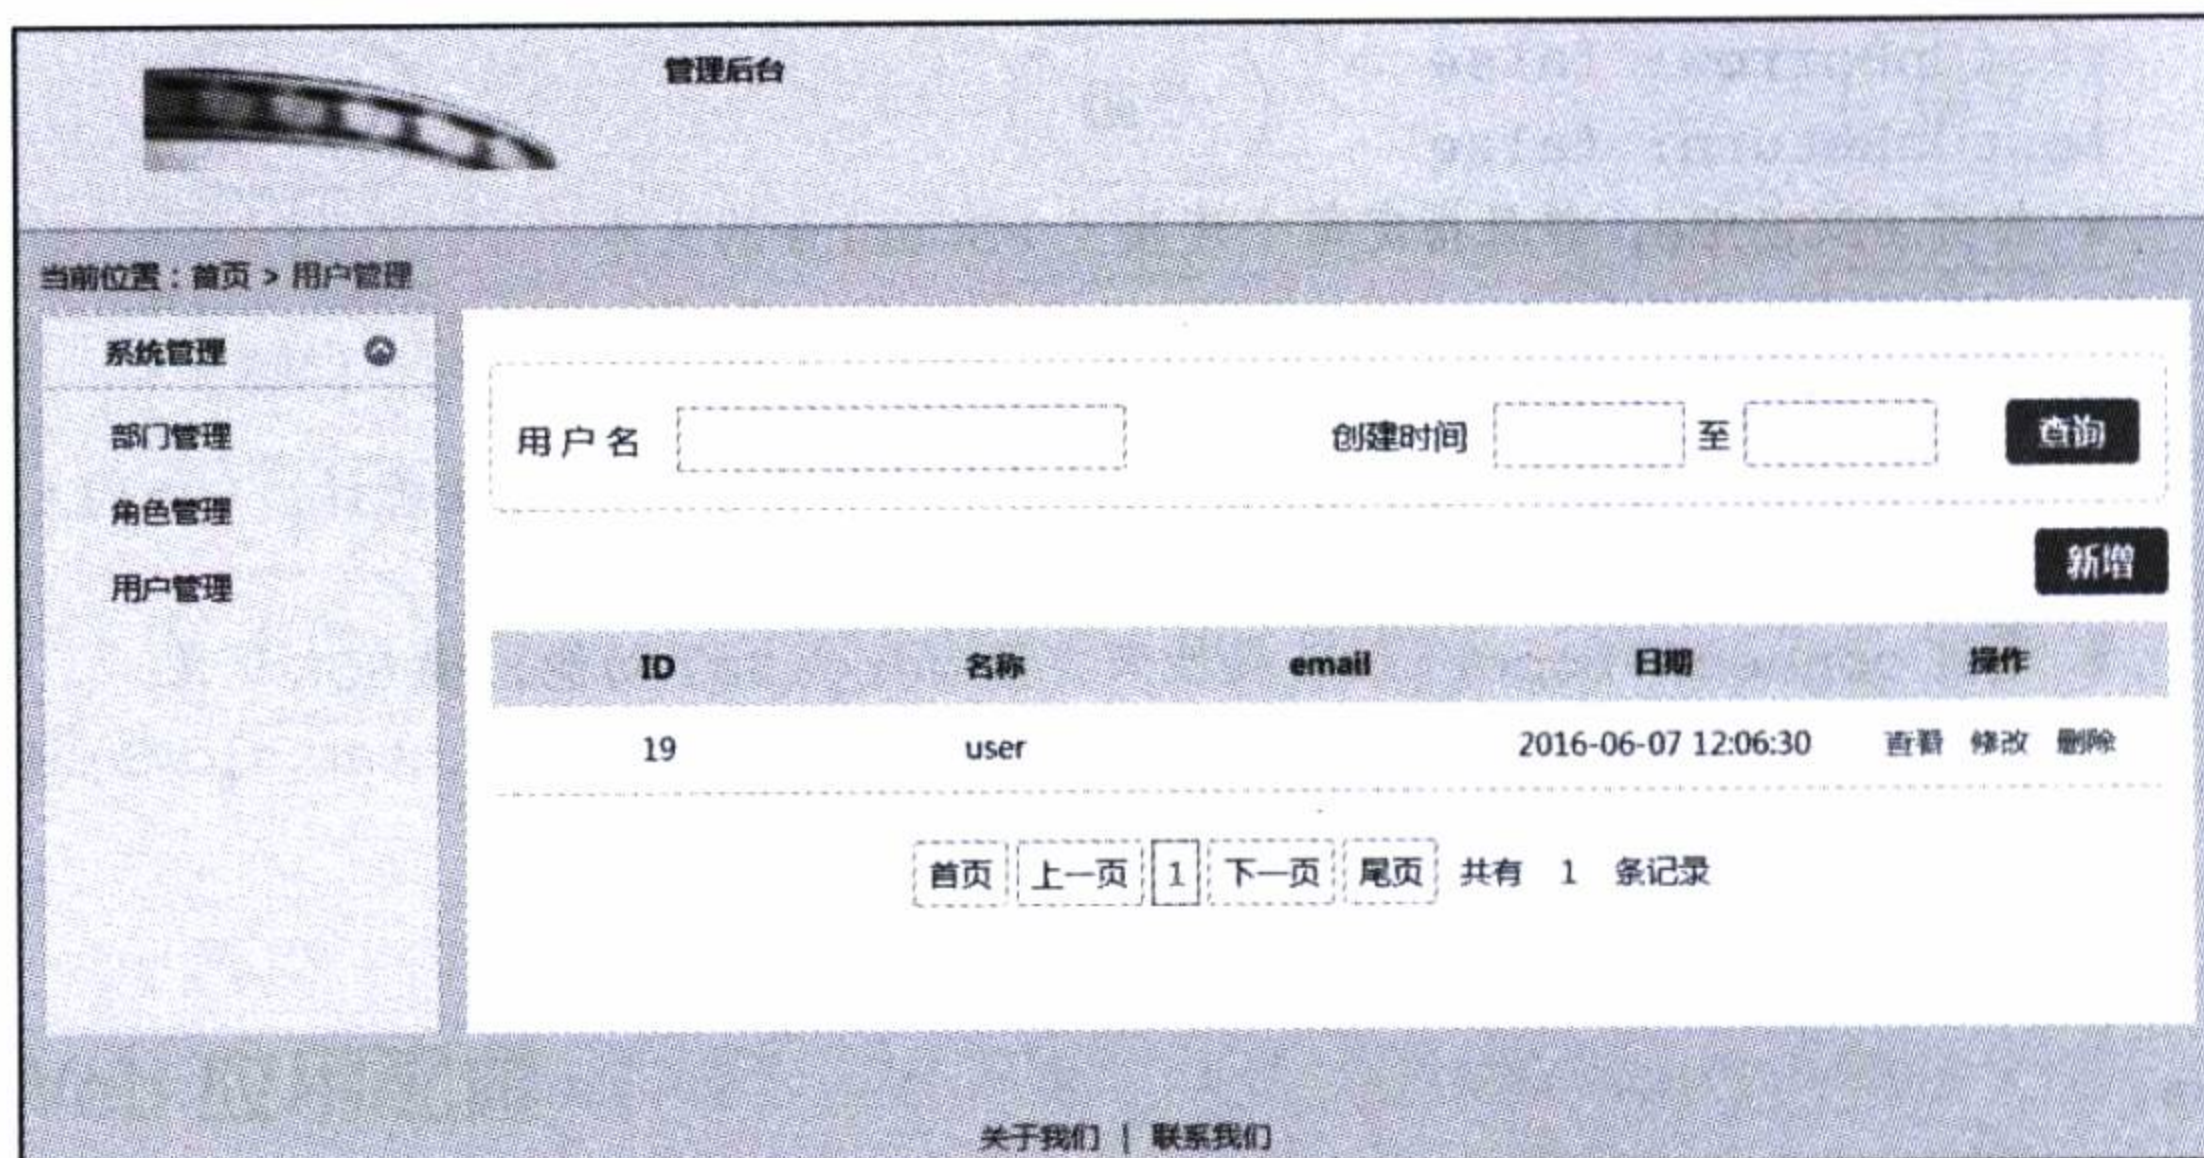 管理后台
当前位置：首页 > 用户管理
系统管理
部门管理
角色管理
用户管理
用 户 名 创建时间 至 查询
新增
ID 名称 email 日期 操作
19 user 2016-06-07 12:06:30 查看 修改 删除
首页 上一页 1 下一页 尾页 共有 1 条记录
关于我们 | 联系我们